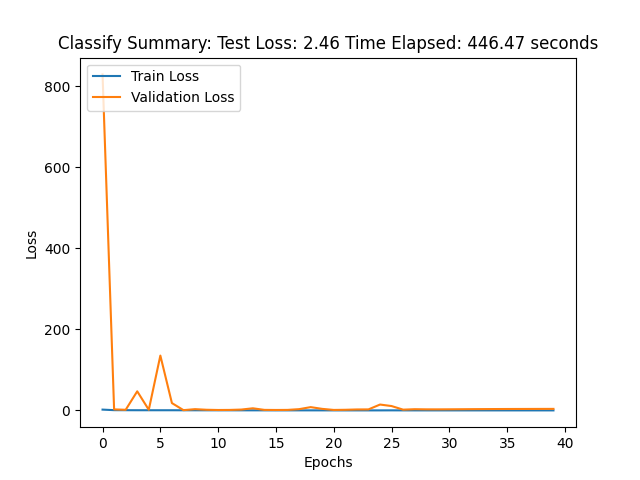 Classify Summary: Test Loss: 2.46 Time Elapsed: 446.47 seconds
Train Loss
Validation Loss
800
600
400
200
0
Loss
0 5 10 15 20 25 30 35 40
Epochs